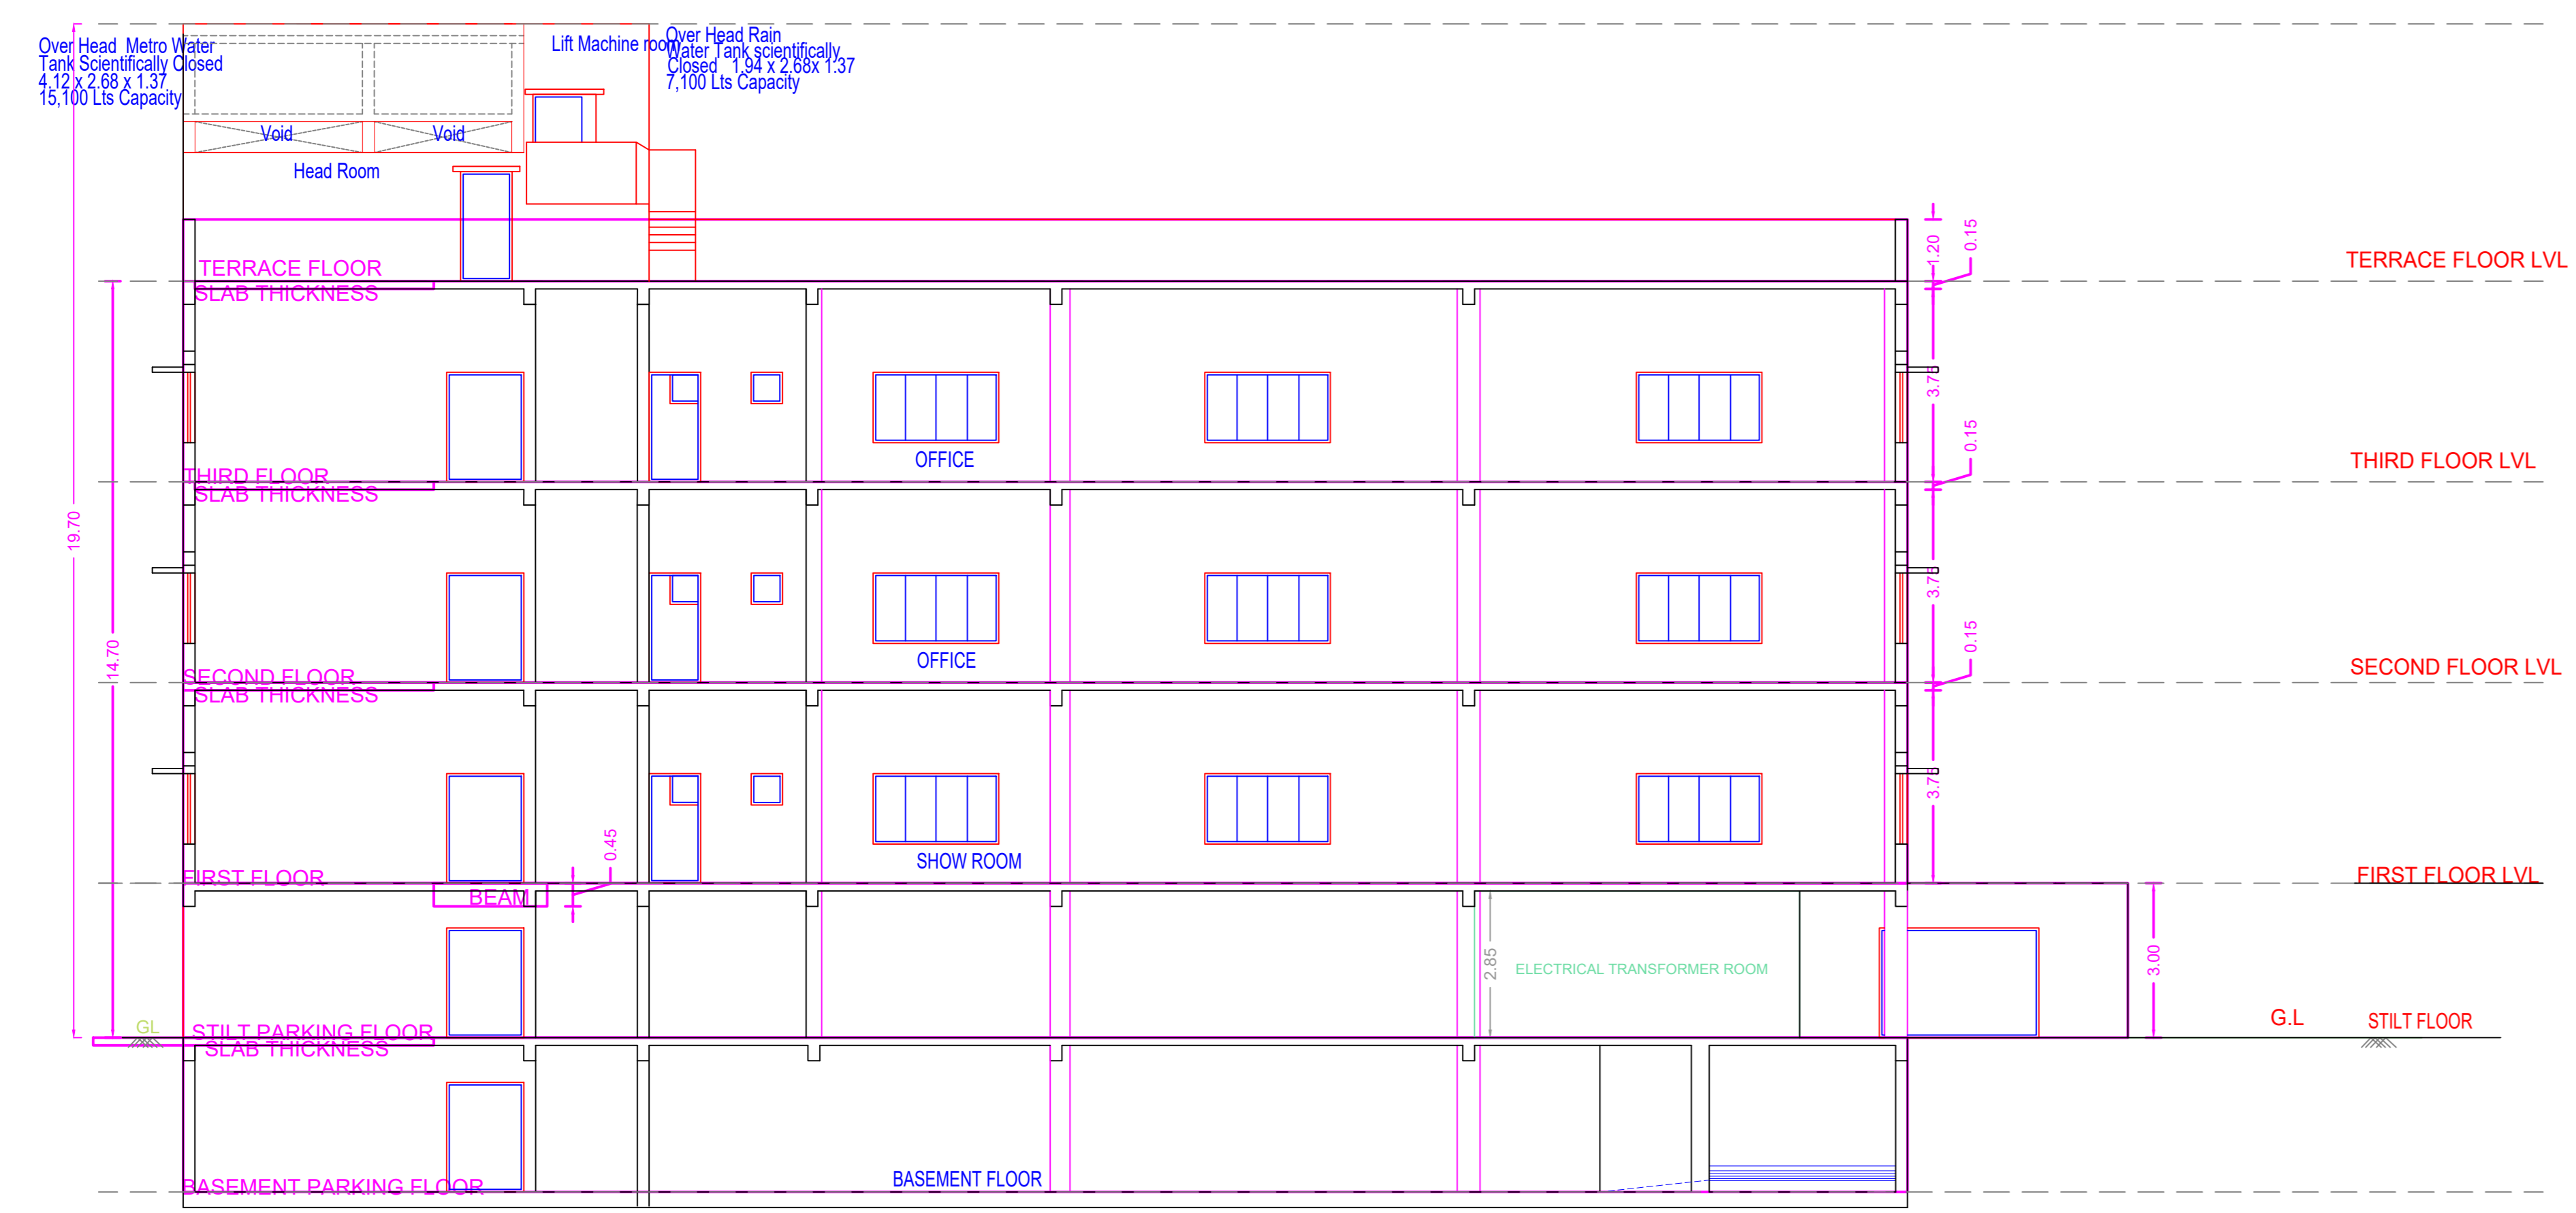 Over Head Metro Water
Tank Scientifically Closed
4.12 x 2.68 x 1.37
15,100 Lts Capacity
Lift Machine room
Over Head Rain
Water Tank scientifically
Closed 1.94 x 2.68x 1.37
7,100 Lts Capacity
Void
Void
Head Room
1.20
0.15
TERRACE FLOOR
SLAB THICKNESS
TERRACE FLOOR LVL
3.75
OFFICE
0.15
THIRD FLOOR
SLAB THICKNESS
THIRD FLOOR LVL
19.70
14.70
3.75
OFFICE
0.15
SECOND FLOOR
SLAB THICKNESS
SECOND FLOOR LVL
3.75
0.45
SHOW ROOM
FIRST FLOOR
BEAM
FIRST FLOOR LVL
2.85
ELECTRICAL TRANSFORMER ROOM
3.00
GL
STILT PARKING FLOOR
SLAB THICKNESS
G.L
STILT FLOOR
BASEMENT PARKING FLOOR
BASEMENT FLOOR